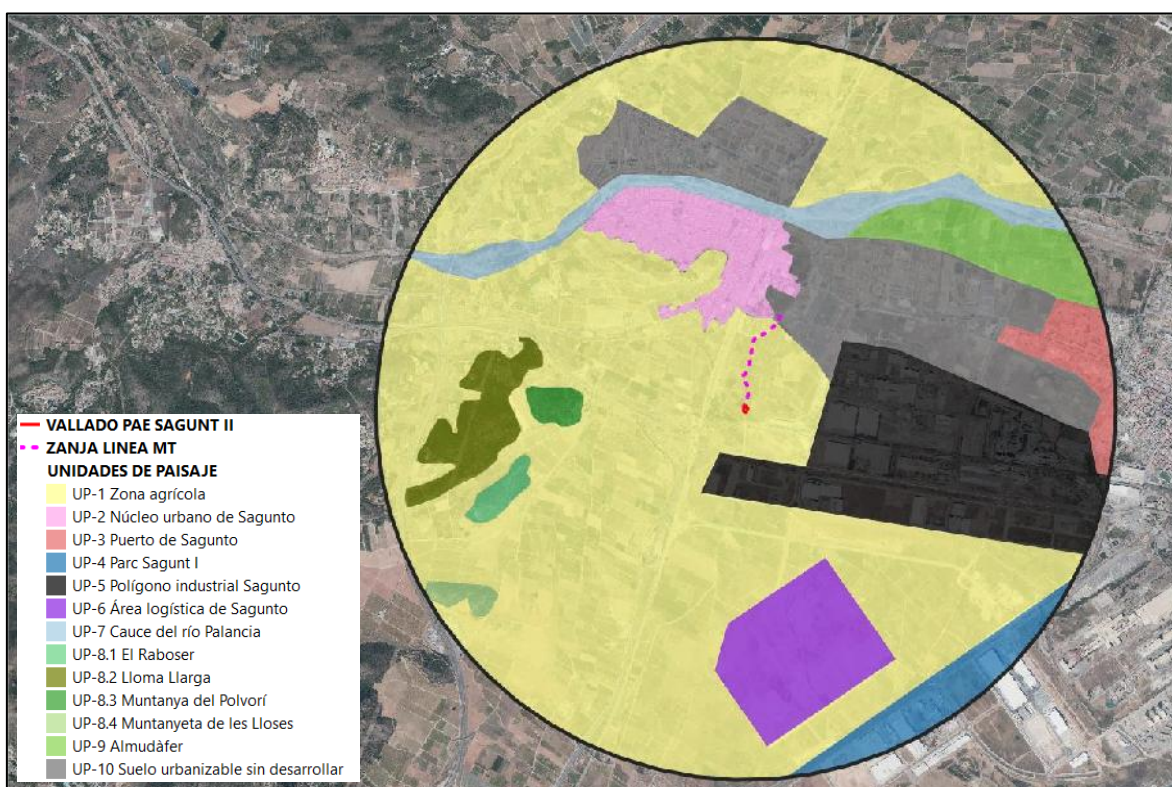 VALLADO PAE SAGUNT II
ZANJA LINEA MT
UNIDADES DE PAISAJE
UP-1 Zona agrícola
UP-2 Núcleo urbano de Sagunto
UP-3 Puerto de Sagunto
UP-4 Parc Sagunt I
UP-5 Polígono industrial Sagunto
UP-6 Área logística de Sagunto
UP-7 Cauce del río Palancia
UP-8.1 El Raboser
UP-8.2 Lloma Llarga
UP-8.3 Muntanya del Polvorí
UP-8.4 Muntanyeta de les Lloses
UP-9 Almudàfer
UP-10 Suelo urbanizable sin desarrollar